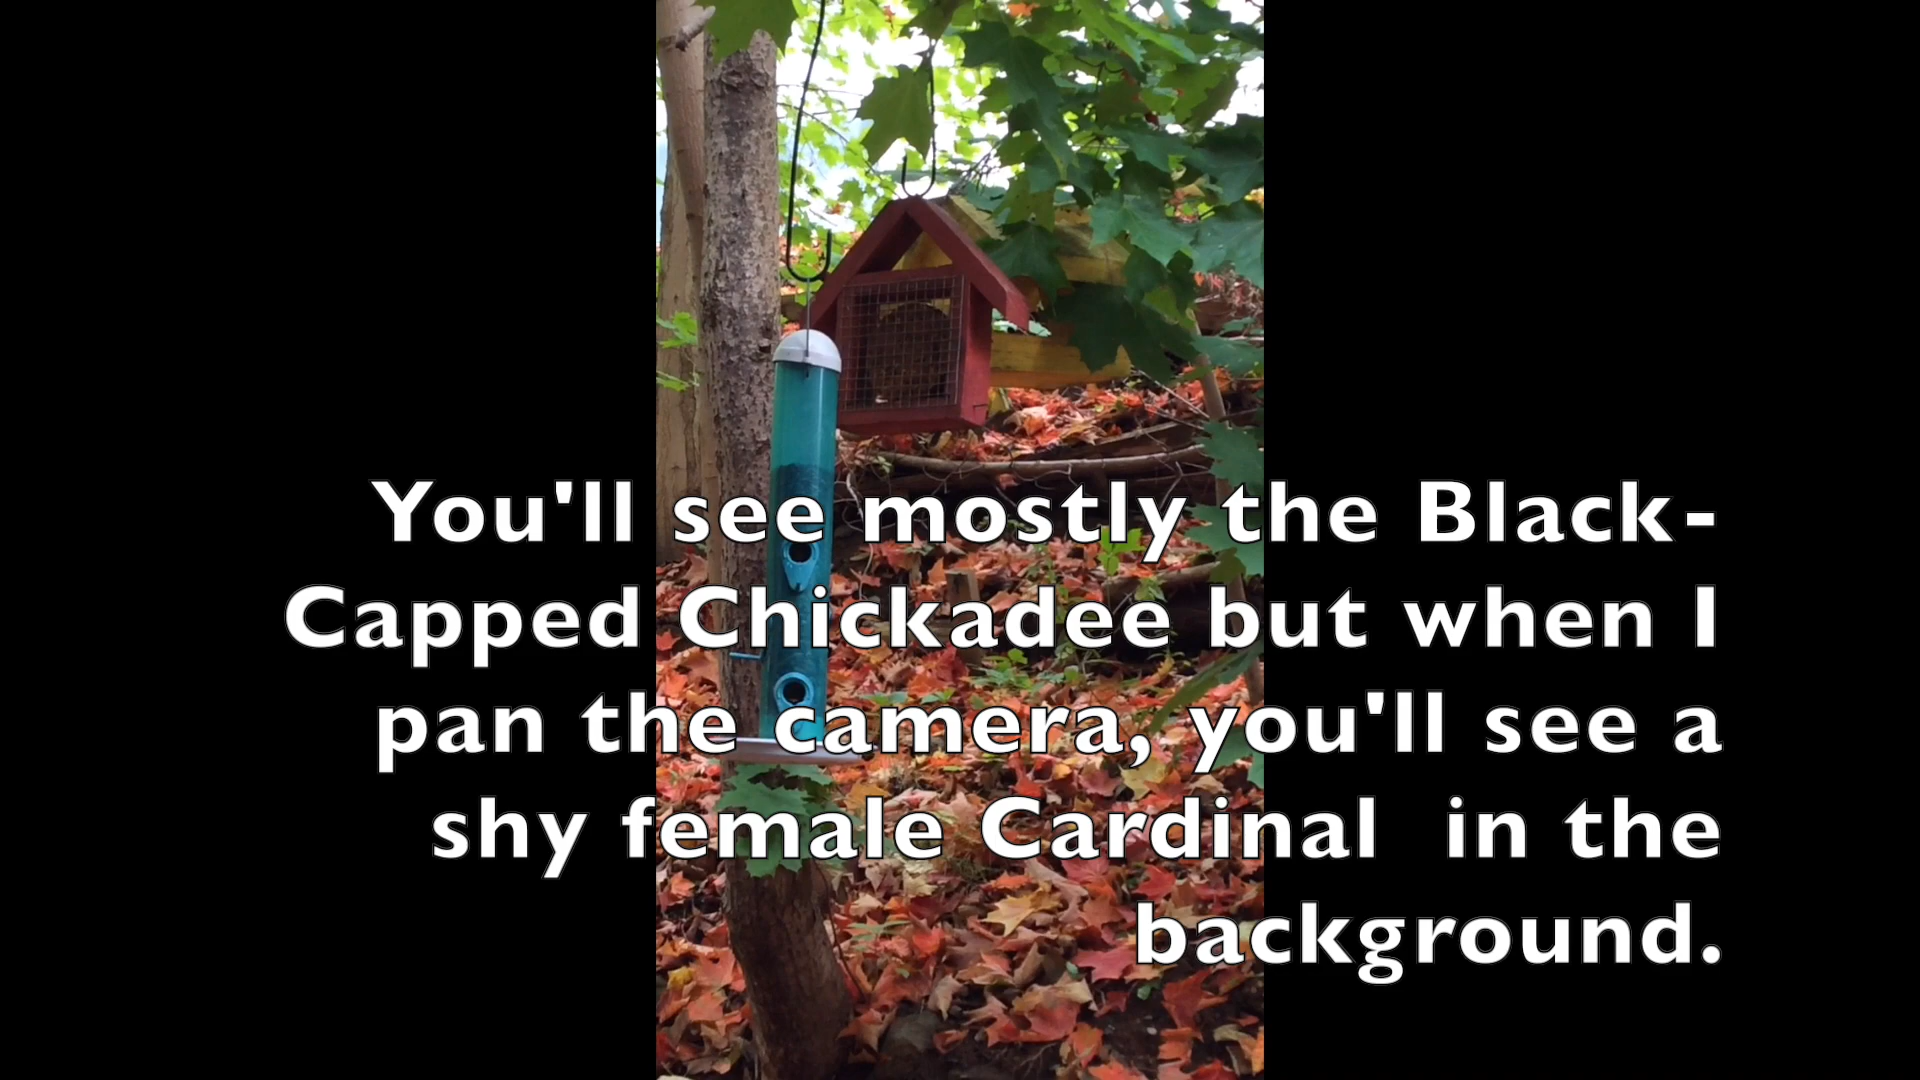 You'll see mostly the Black-
Capped Chickadee but when I
pan the camera, you'll see a
shy female Cardinal  in the
background.